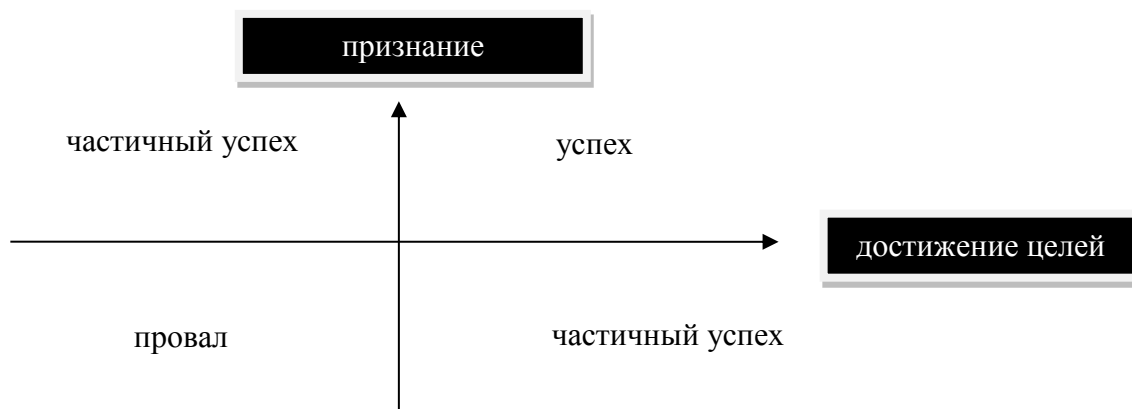 признание
частичный успех
успех
достижение целей
провал
частичный успех